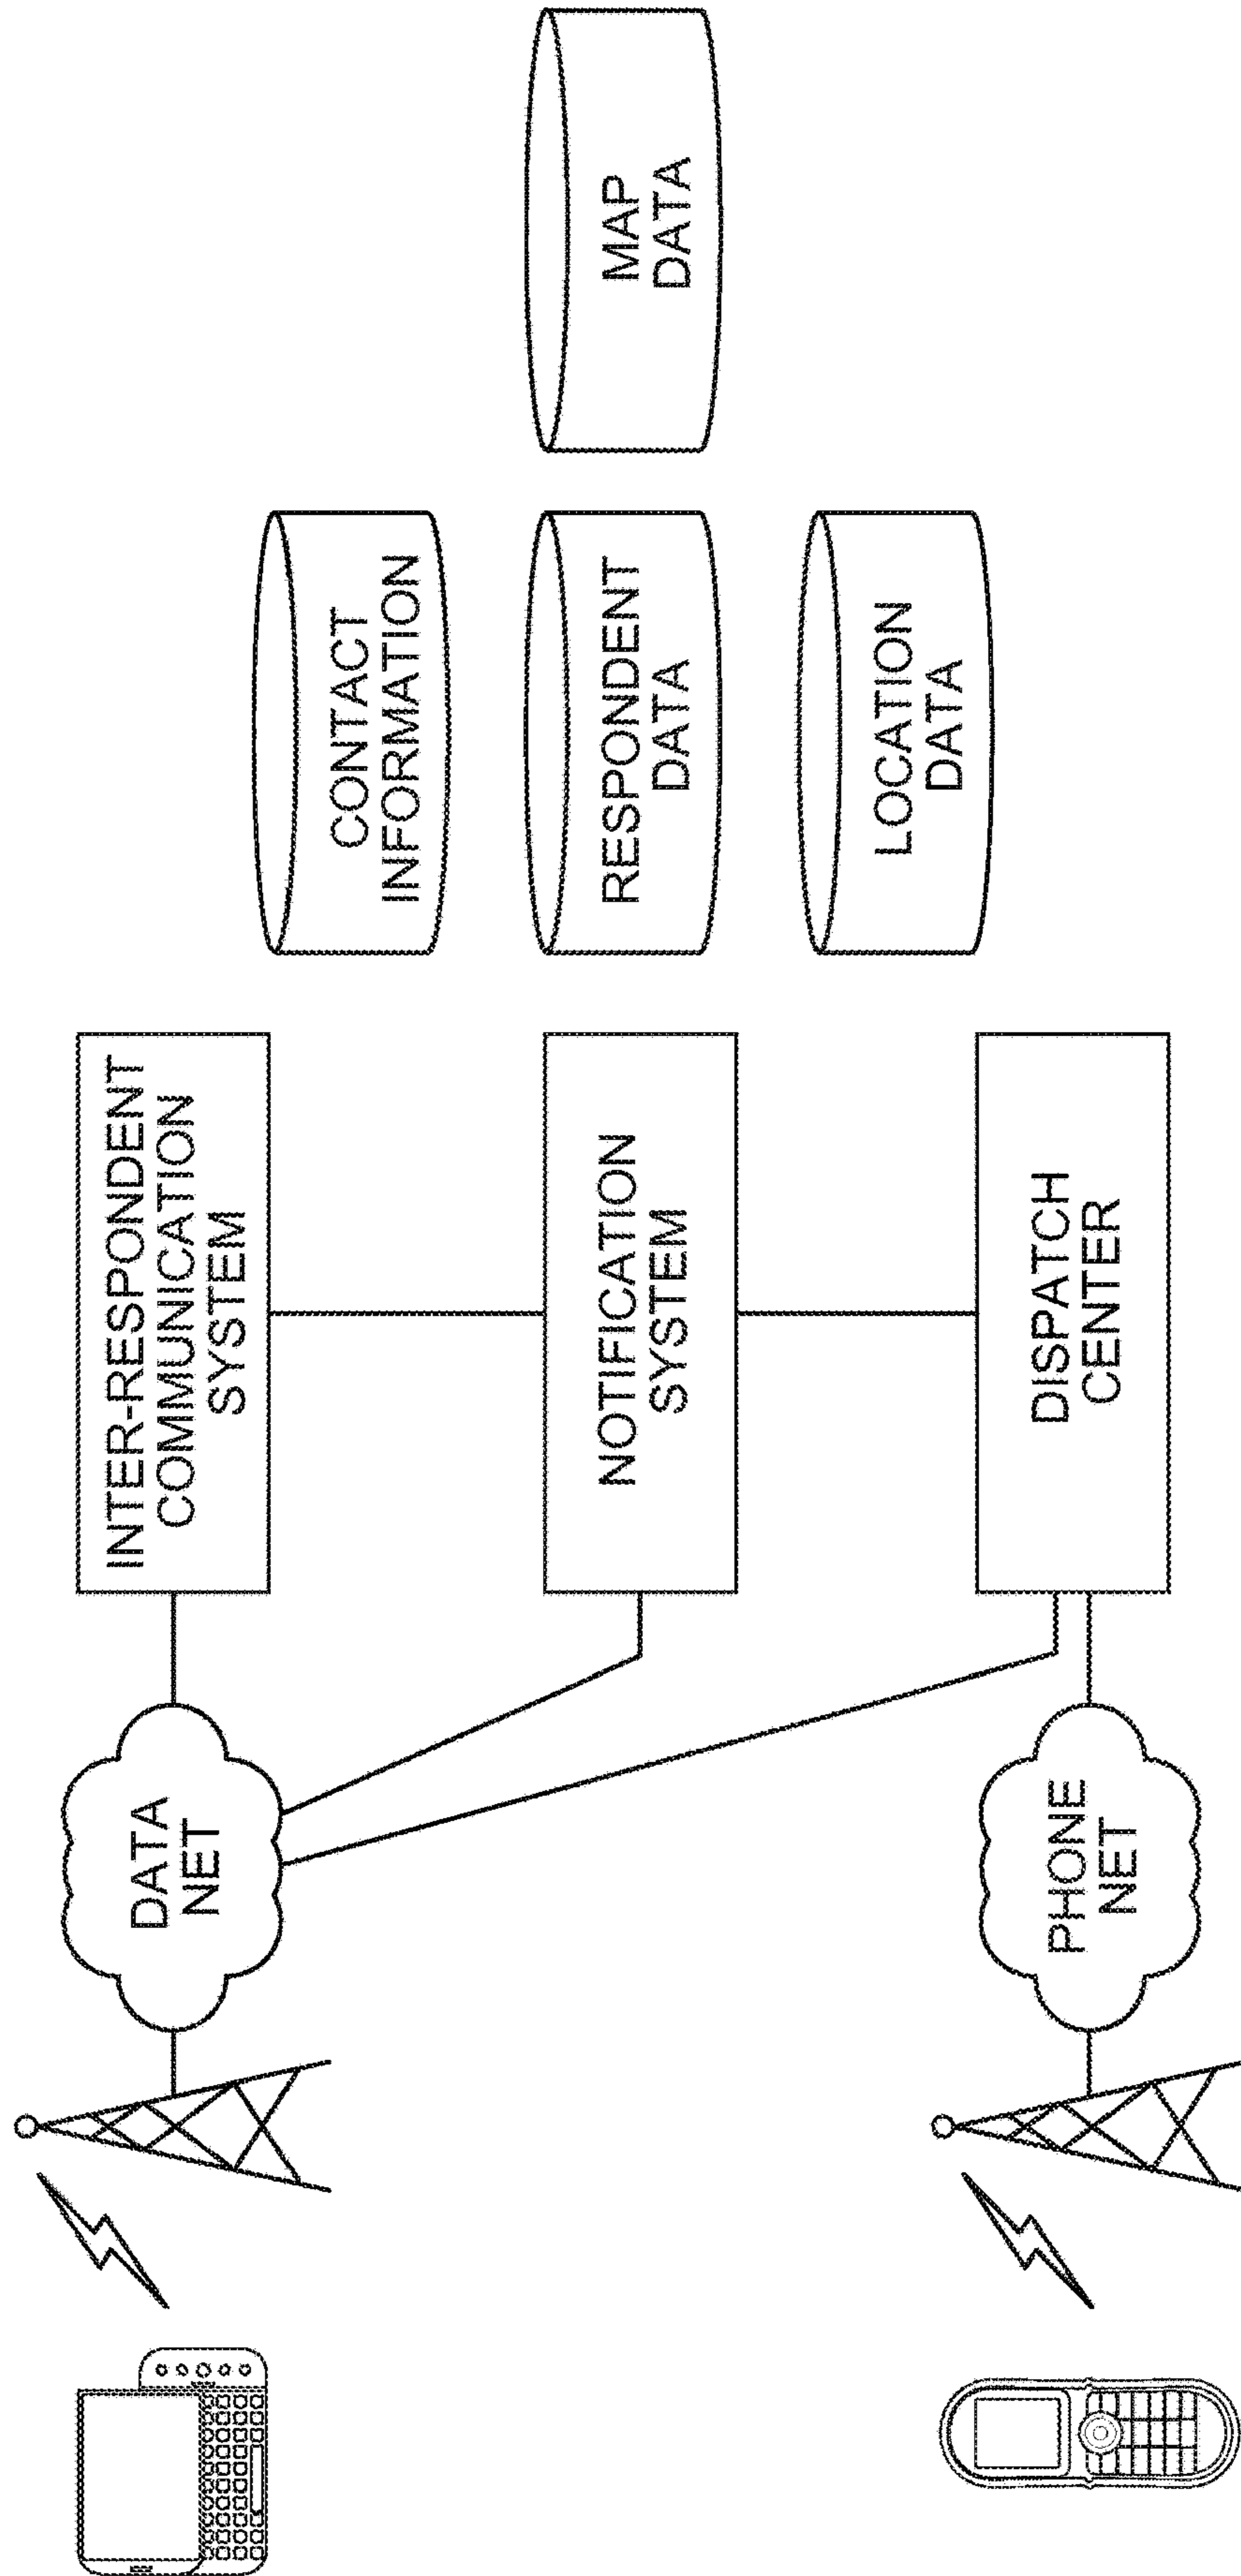 INTER-RESPONDENT
COMMUNICATION
SYSTEM
CONTACT
INFORMATION
DATA
NET
NOTIFICATION
SYSTEM
RESPONDENT
DATA
MAP
DATA
PHONE
NET
DISPATCH
CENTER
LOCATION
DATA